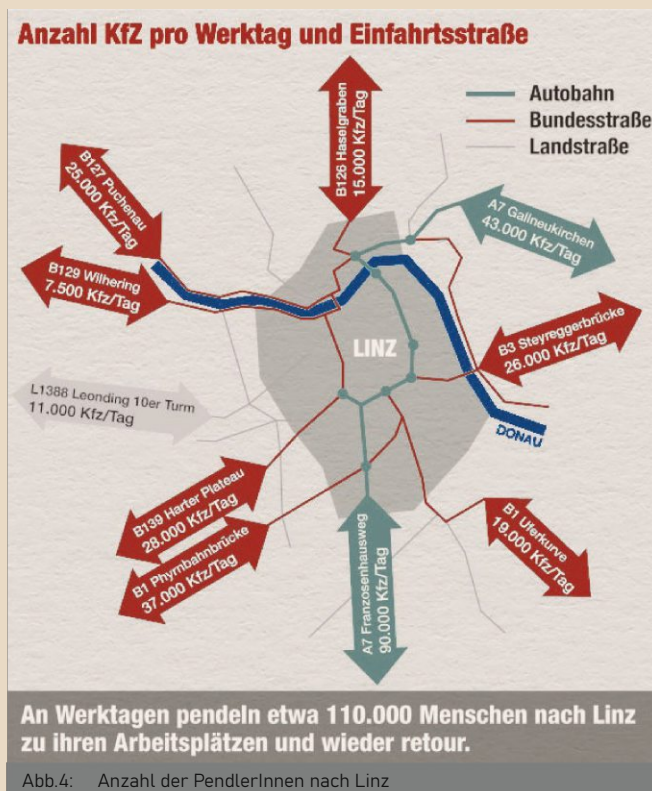 Anzahl KfZ pro Werktag und Einfahrtsstraße
Autobahn
Bundesstraße
Landstraße
B126 Haselgraben
15.000 Kfz/Tag
B127 Puchenau
25.000 Kfz/Tag
A7 Gallneukirchen
43.000 Kfz/Tag
B129 Wilhering
7.500 Kfz/Tag
LINZ
B3 Steyreggerbrücke
26.000 Kfz/Tag
L1388 Leonding 10er Turm
11.000 Kfz/Tag
DONAU
B139 Harter Plateau
28.000 Kfz/Tag
B1 Phyrnbahnbrücke
37.000 Kfz/Tag
A7 Franzosenhausweg
90.000 Kfz/Tag
B1 Uferkurve
19.000 Kfz/Tag
An Werktagen pendeln etwa 110.000 Menschen nach Linz
zu ihren Arbeitsplätzen und wieder retour.
Abb.4: Anzahl der PendlerInnen nach Linz